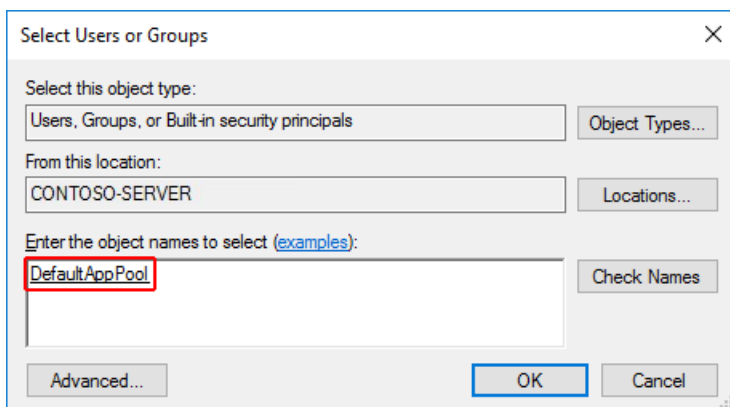 Select Users or Groups
Select this object type:
Users, Groups, or Built-in security principals
Object Types...
From this location:
CONTOSO-SERVER
Locations...
Enter the object names to select (examples):
DefaultAppPool
Check Names
Advanced...
OK
Cancel